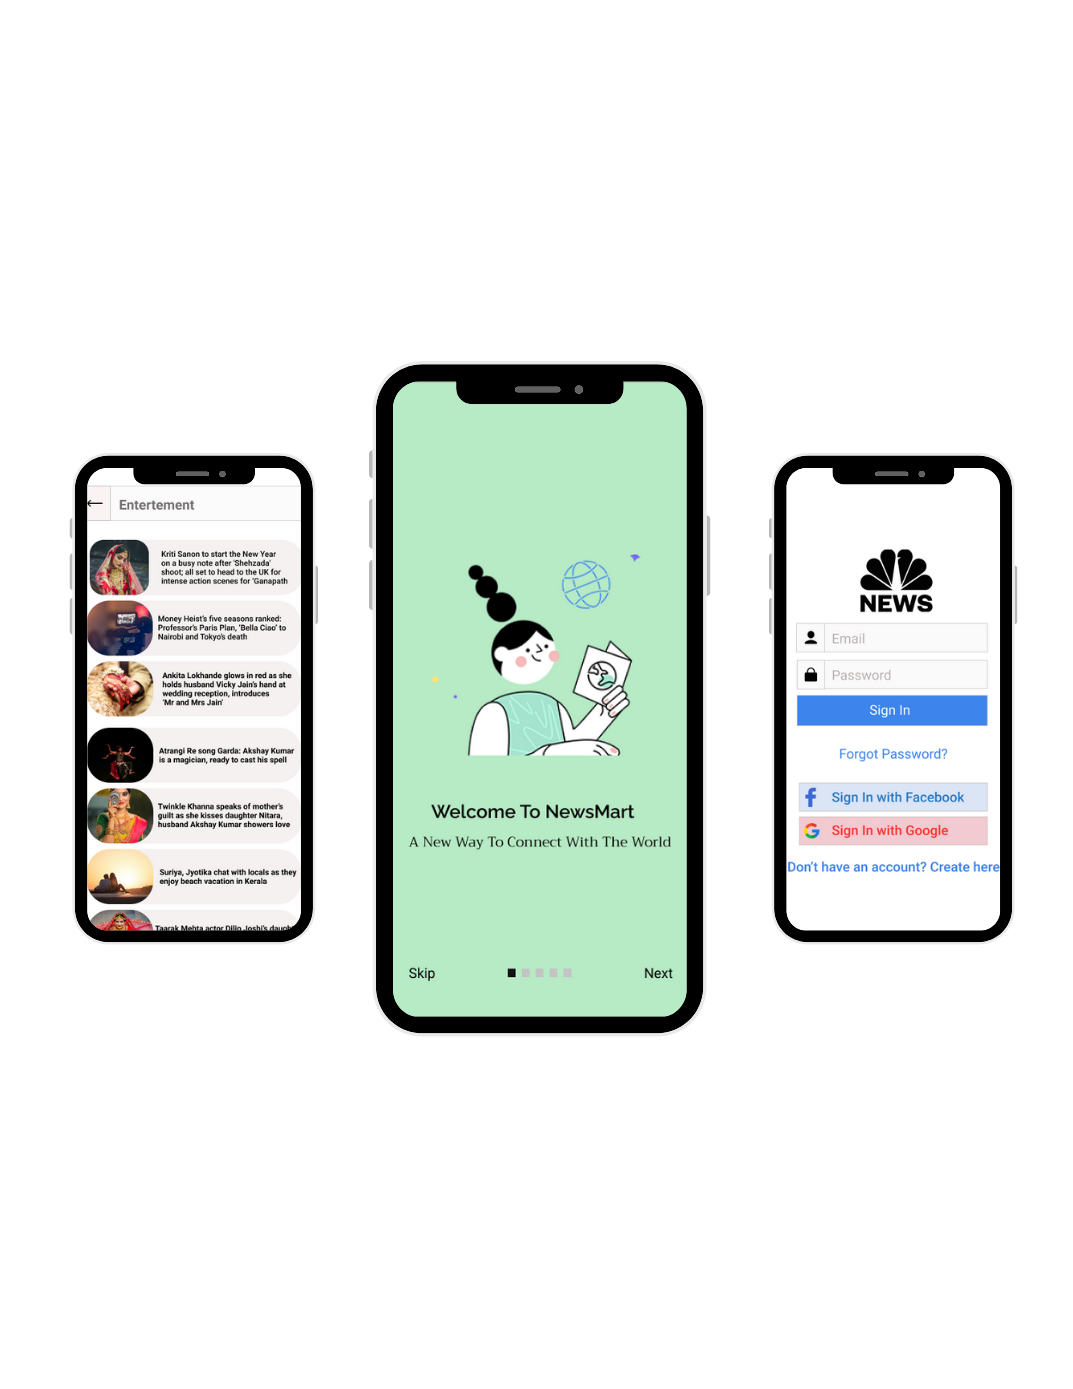 Entertement
Kriti Sanon to start the New Year
on a busy note after 'Shehzada'
shoot; all set to head to the UK for
intense action scenes for 'Ganapath
Money Heist's five seasons ranked:
Professor's Paris Plan, 'Bella Ciao' to
Nairobi and Tokyo's death
Ankita Lokhande glows in red as she
holds husband Vicky Jain's hand at
wedding reception, introduces
'Mr and Mrs Jain'
Atrangi Re song Garda: Akshay Kumar
is a magician, ready to cast his spell
Twinkle Khanna speaks of mother's
guilt as she kisses daughter Nitara,
husband Akshay Kumar showers love
Suriya, Jyotika chat with locals as they
enjoy beach vacation in Kerala
Taarak Mehta actor Dilip Joshi's
Welcome To NewsMart
A New Way To Connect With The World
Skip
Next
NEWS
Email
Password
Sign In
Forgot Password?
Sign In with Facebook
Sign In with Google
Don't have an account? Create here